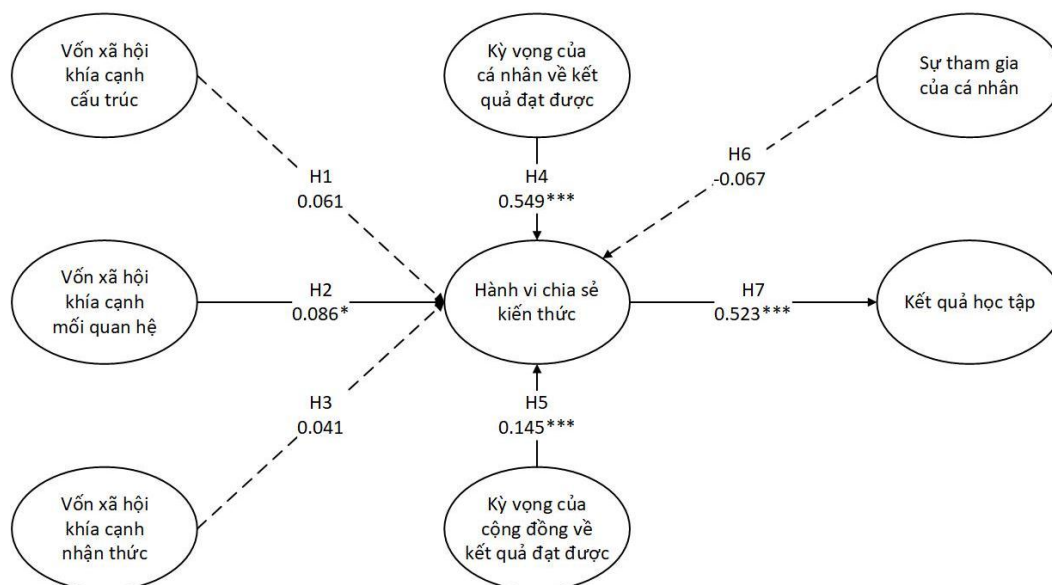 Vốn xã hội
khía cạnh
cấu trúc
Kỳ vọng của
cá nhân về kết
quả đạt được
Sự tham gia
của cá nhân
H1
0.061
H4
0.549***
H6
-0.067
Vốn xã hội
khía cạnh
mối quan hệ
H2
0.086*
Hành vi chia sẻ
kiến thức
H7
0.523***
Kết quả học tập
H3
0.041
H5
0.145***
Vốn xã hội
khía cạnh
nhận thức
Kỳ vọng của
cộng đồng về
kết quả đạt được